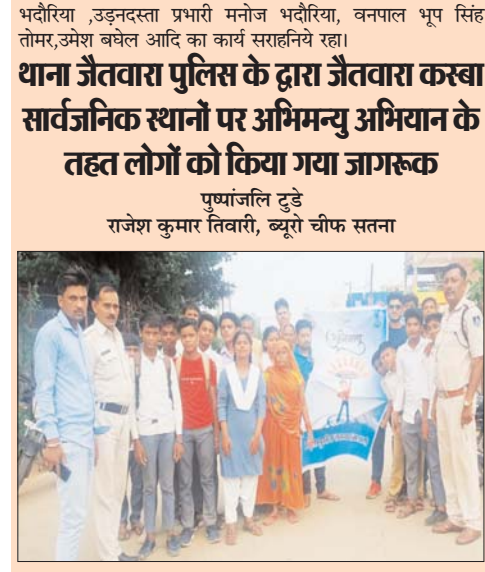 भदौरिया ,उड़नदस्ता प्रभारी मनोज भदौरिया, वनपाल भूप सिंह
तोमर,उमेश बघेल आदि का कार्य सराहनिये रहा।
थाना जैतवारा पुलिस के द्वारा जैतवारा कस्बा
सार्वजनिक स्थानों पर अभिमन्यु अभियान के
तहत लोगों को किया गया जागरूक
पुष्पांजलि टुडे
राजेश कुमार तिवारी, ब्यूरो चीफ सतना